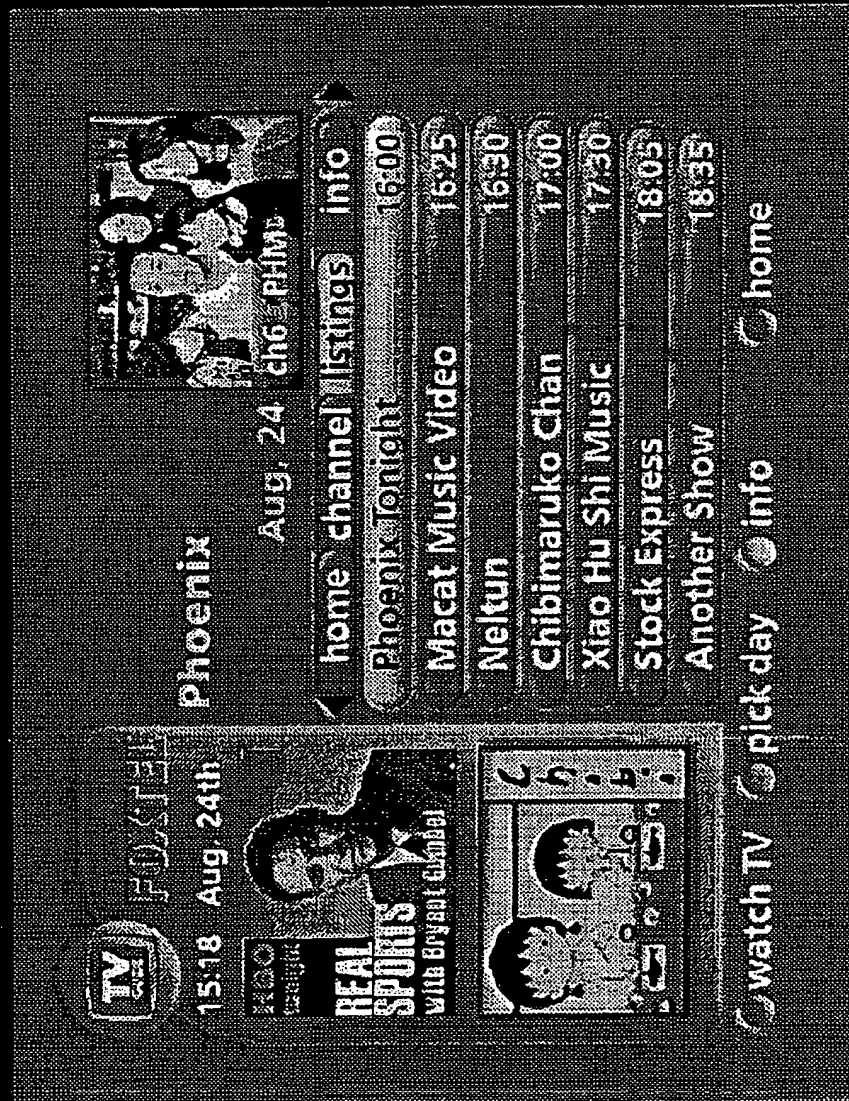 TV
GUIDE
FOXTEL
15:18 Aug. 24th
REAL
SPORTS
with Bryant Gumbel
Phoenix
Aug. 24
ch6 PHM
home channel listings info
Phoenix Tonight 16:00
Macat Music Video 16:25
Neltun 16:30
Chibimaruko Chan 17:00
Xiao Hu Shi Music 17:30
Stock Express 18:05
Another Show 18:35
watch TV pick day info home